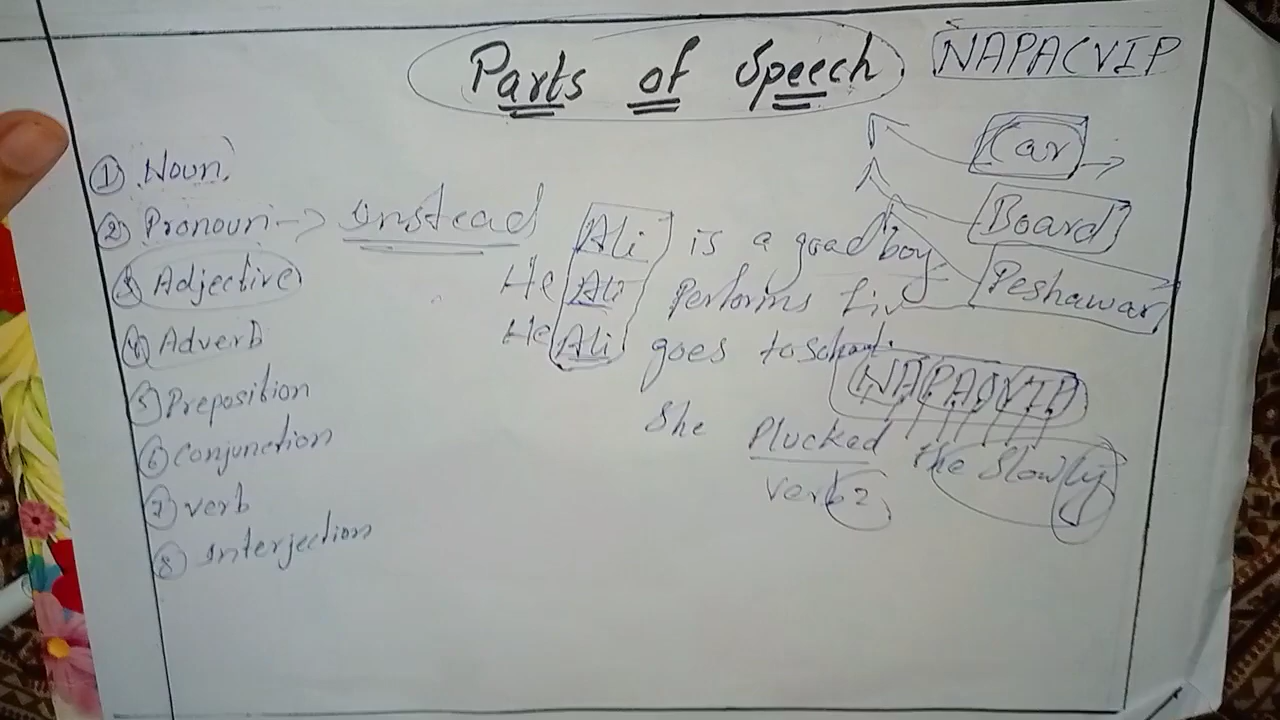 Parts of Speech.
NAPACVIP
Car
Board
Peshawar
① Noun.
② Pronoun -> instead
③ Adjective
④ Adverb
⑤ Preposition
⑥ Conjunction
⑦ Verb
⑧ Interjection
Ali is a good boy.
He Ali Performs
He Ali goes to school.
NAPACVIP
She Plucked the Slowly
Verb 2